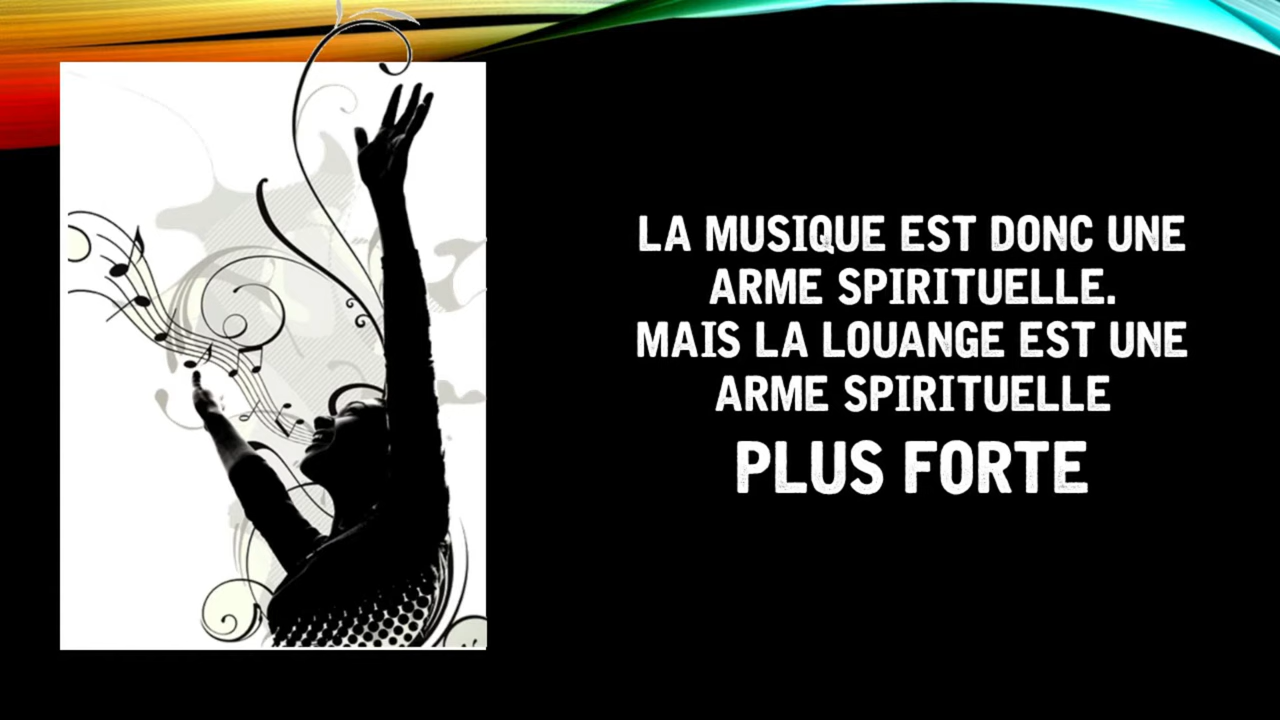 LA MUSIQUE EST DONC UNE
ARME SPIRITUELLE.
MAIS LA LOUANGE EST UNE
ARME SPIRITUELLE
PLUS FORTE